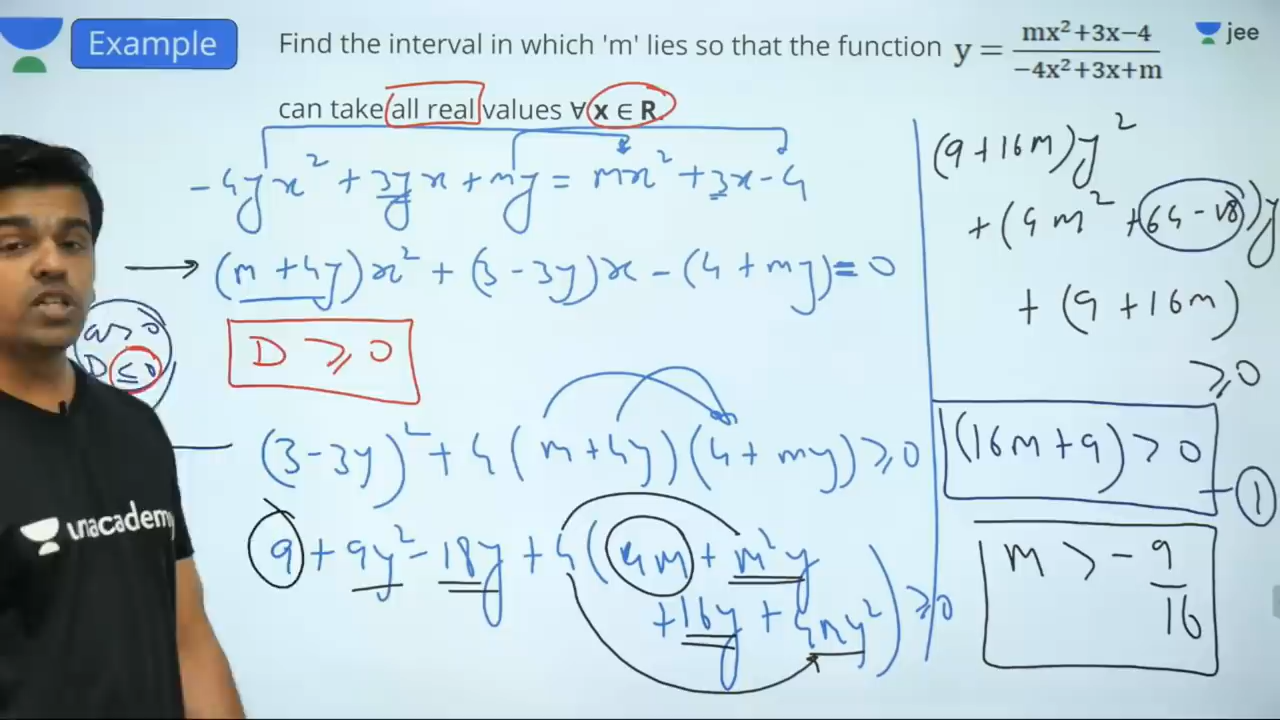 Example
Find the interval in which 'm' lies so that the function y = (mx²+3x−4)/(−4x²+3x+m)
jee
can take all real values ∀ x ∈ R.
-4yx² + 3yx + my = mx² + 3x - 4
→ (m + 4y)x² + (3 - 3y)x - (4 + my) = 0
a > 0
D ≤ 0
D ≥ 0
(3 - 3y)² + 4(m + 4y)(4 + my) ≥ 0
9 + 9y² - 18y + 4(4m + m²y
+ 16y + 4my²) ≥ 0
(9 + 16m)y²
+ (4m² + 64 - 18)y
+ (9 + 16m)
≥ 0
(16m + 9) > 0
- ①
m > - 9/16
unacademy